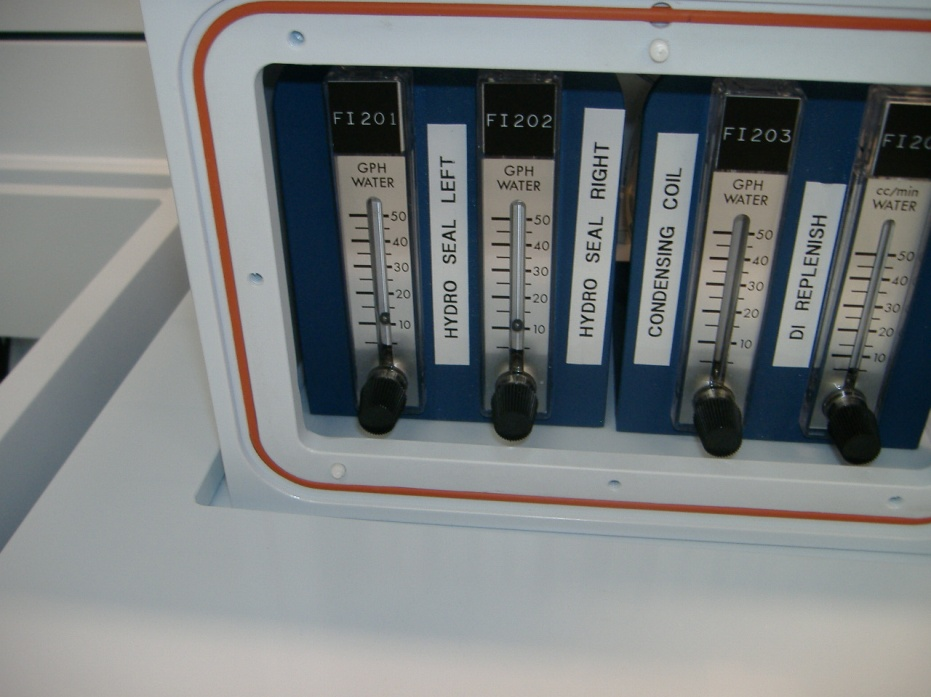 FI201
GPH
WATER
50
40
30
20
10
HYDRO SEAL LEFT
FI202
GPH
WATER
50
40
30
20
10
HYDRO SEAL RIGHT
CONDENSING COIL
FI203
GPH
WATER
50
40
30
20
10
DI REPLENISH
FI20
cc/min
WATER
50
40
30
20
10